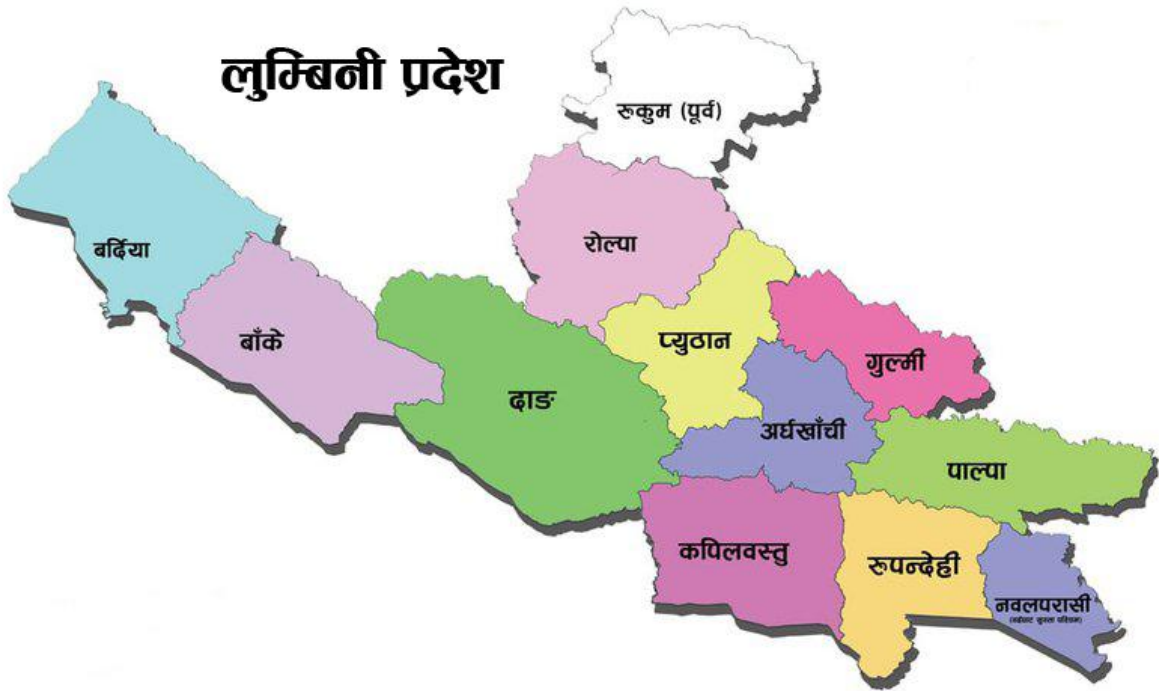 लुम्बिनी प्रदेश
रुकुम (पूर्व)
रोल्पा
बर्दिया
बाँके
प्युठान
गुल्मी
दाङ
अर्घखाँची
पाल्पा
कपिलवस्तु
रुपन्देही
नवलपरासी